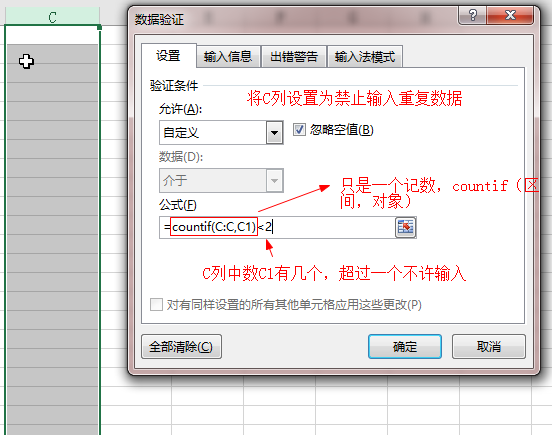 C
数据验证
?
设置
输入信息
出错警告
输入法模式
验证条件
将C列设置为禁止输入重复数据
允许(A):
自定义
忽略空值(B)
数据(D):
介于
只是一个记数，countif（区
间，对象）
公式(F)
=countif(C:C,C1)<2
C列中数C1有几个，超过一个不许输入
对有同样设置的所有其他单元格应用这些更改(P)
全部清除(C)
确定
取消